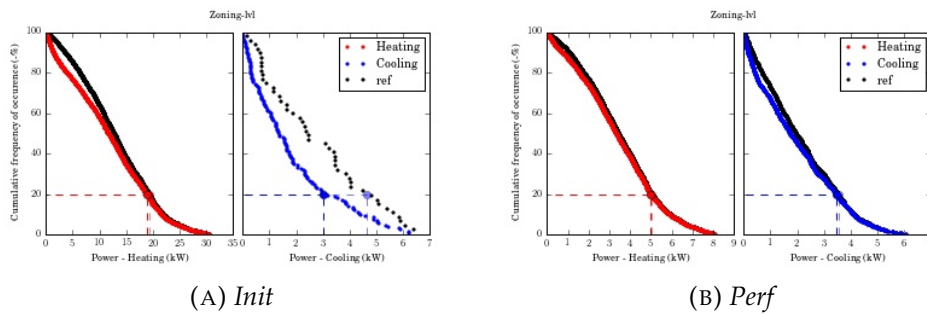 Zoning-lvl
Cumulative frequency of occurence (-%)
100
80
60
40
20
0
0 5 10 15 20 25 30 35
Power - Heating (kW)
0 1 2 3 4 5 6 7
Power - Cooling (kW)
Heating
Cooling
ref
(A) Init
Zoning-lvl
Cumulative frequency of occurence (-%)
100
80
60
40
20
0
0 1 2 3 4 5 6 7 8 9
Power - Heating (kW)
0 1 2 3 4 5 6
Power - Cooling (kW)
Heating
Cooling
ref
(B) Perf